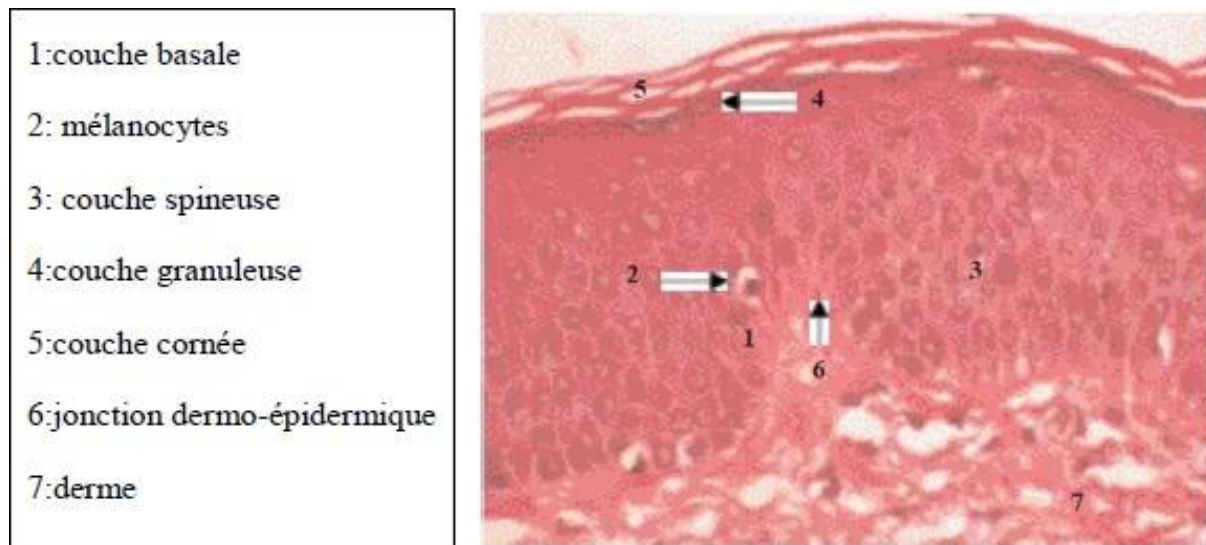 1:couche basale
2: mélanocytes
3: couche spineuse
4:couche granuleuse
5:couche cornée
6:jonction dermo-épidermique
7:derme
5
4
2
3
1
6
7